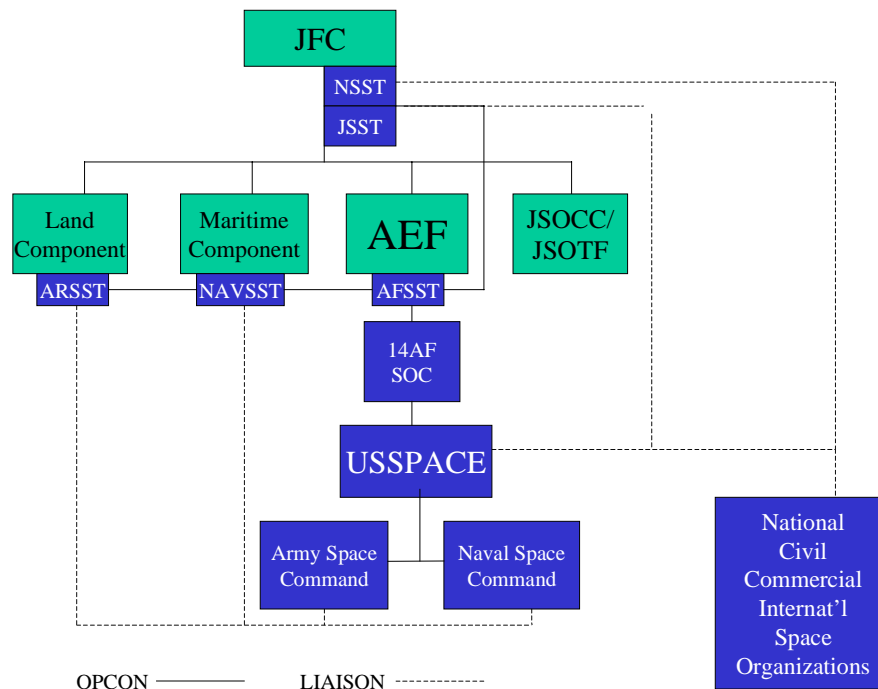 JFC
NSST
JSST
Land
Component
Maritime
Component
AEF
JSOCC/
JSOTF
ARSST
NAVSST
AFSST
14AF
SOC
USSPACE
Army Space
Command
Naval Space
Command
National
Civil
Commercial
Internat'l
Space
Organizations
OPCON
LIAISON